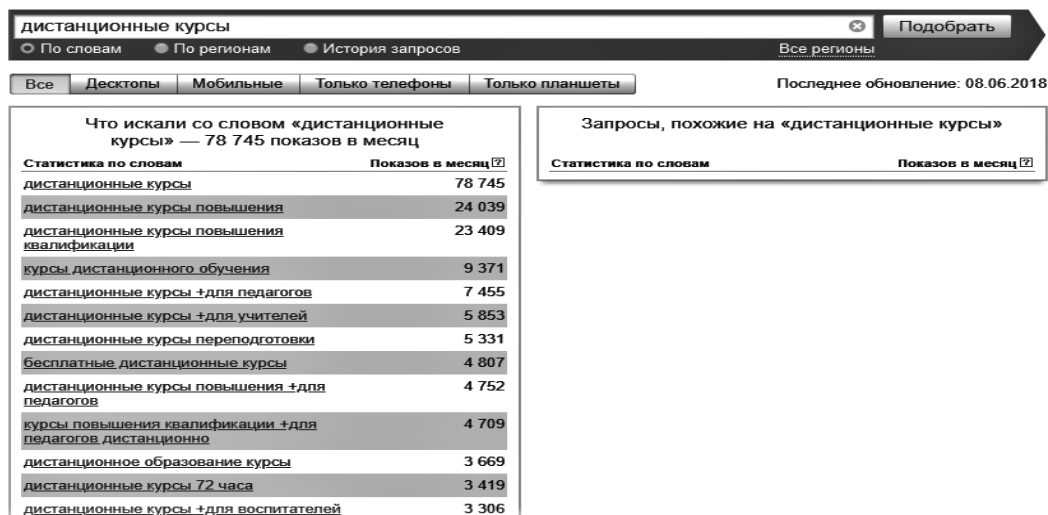 дистанционные курсы
Подобрать
По словам По регионам История запросов Все регионы
Все Десктопы Мобильные Только телефоны Только планшеты Последнее обновление: 08.06.2018
Что искали со словом «дистанционные
курсы» — 78 745 показов в месяц
Статистика по словам Показов в месяц ?
дистанционные курсы 78 745
дистанционные курсы повышения 24 039
дистанционные курсы повышения 23 409
квалификации
курсы дистанционного обучения 9 371
дистанционные курсы +для педагогов 7 455
дистанционные курсы +для учителей 5 853
дистанционные курсы переподготовки 5 331
бесплатные дистанционные курсы 4 807
дистанционные курсы повышения +для 4 752
педагогов
курсы повышения квалификации +для 4 709
педагогов дистанционно
дистанционное образование курсы 3 669
дистанционные курсы 72 часа 3 419
дистанционные курсы +для воспитателей 3 306
Запросы, похожие на «дистанционные курсы»
Статистика по словам Показов в месяц ?